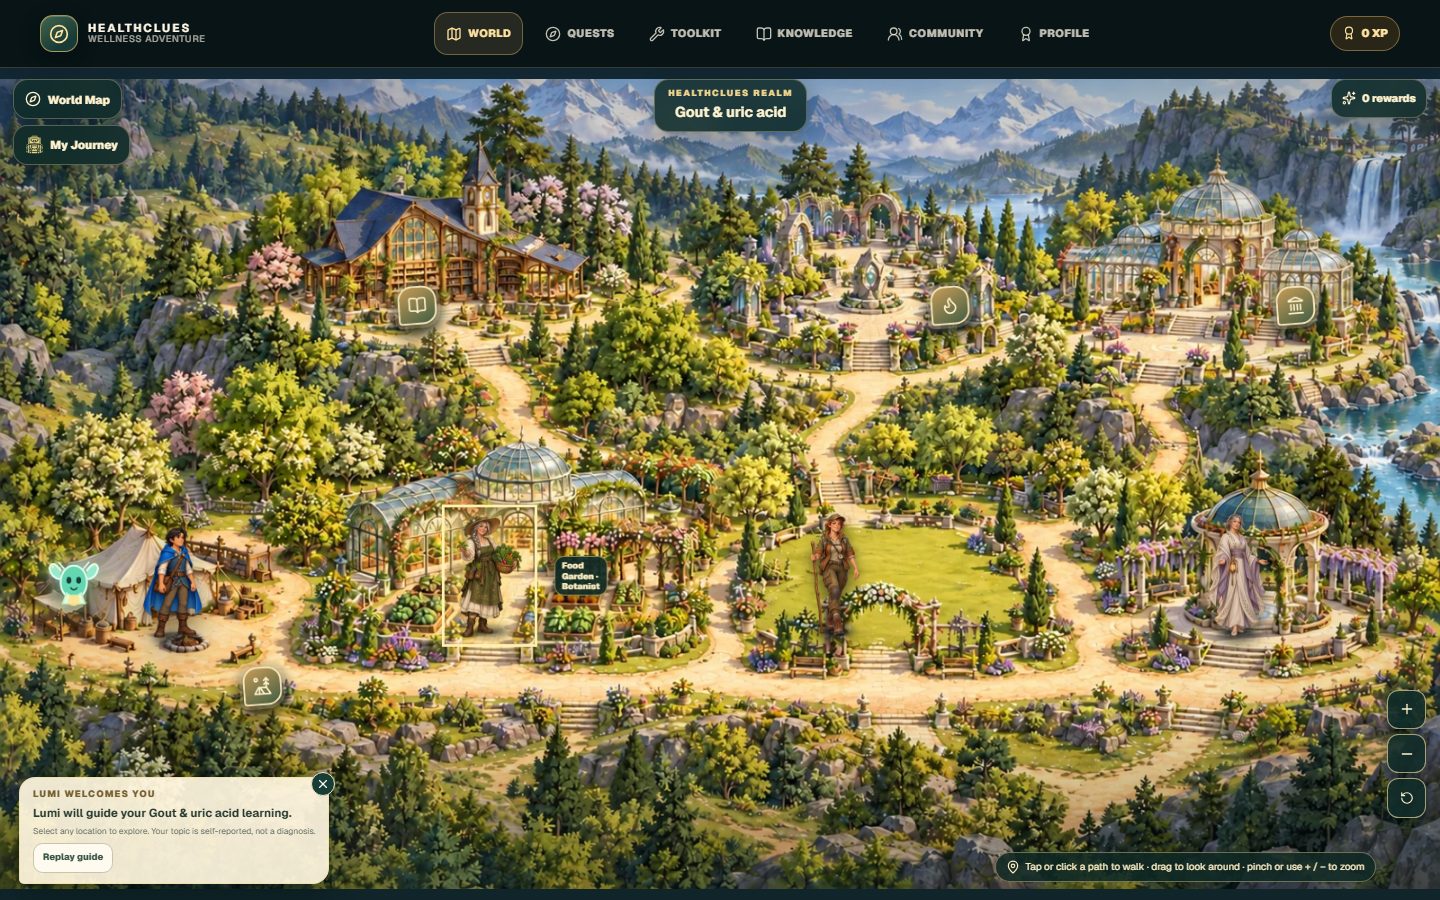 HEALTHCLUES
WELLNESS ADVENTURE
WORLD
QUESTS
TOOLKIT
KNOWLEDGE
COMMUNITY
PROFILE
0 XP
World Map
My Journey
HEALTHCLUES REALM
Gout & uric acid
0 rewards
Food
Garden ·
Botanist
LUMI WELCOMES YOU
Lumi will guide your Gout & uric acid learning.
Select any location to explore. Your topic is self-reported, not a diagnosis.
Replay guide
Tap or click a path to walk · drag to look around · pinch or use + / − to zoom